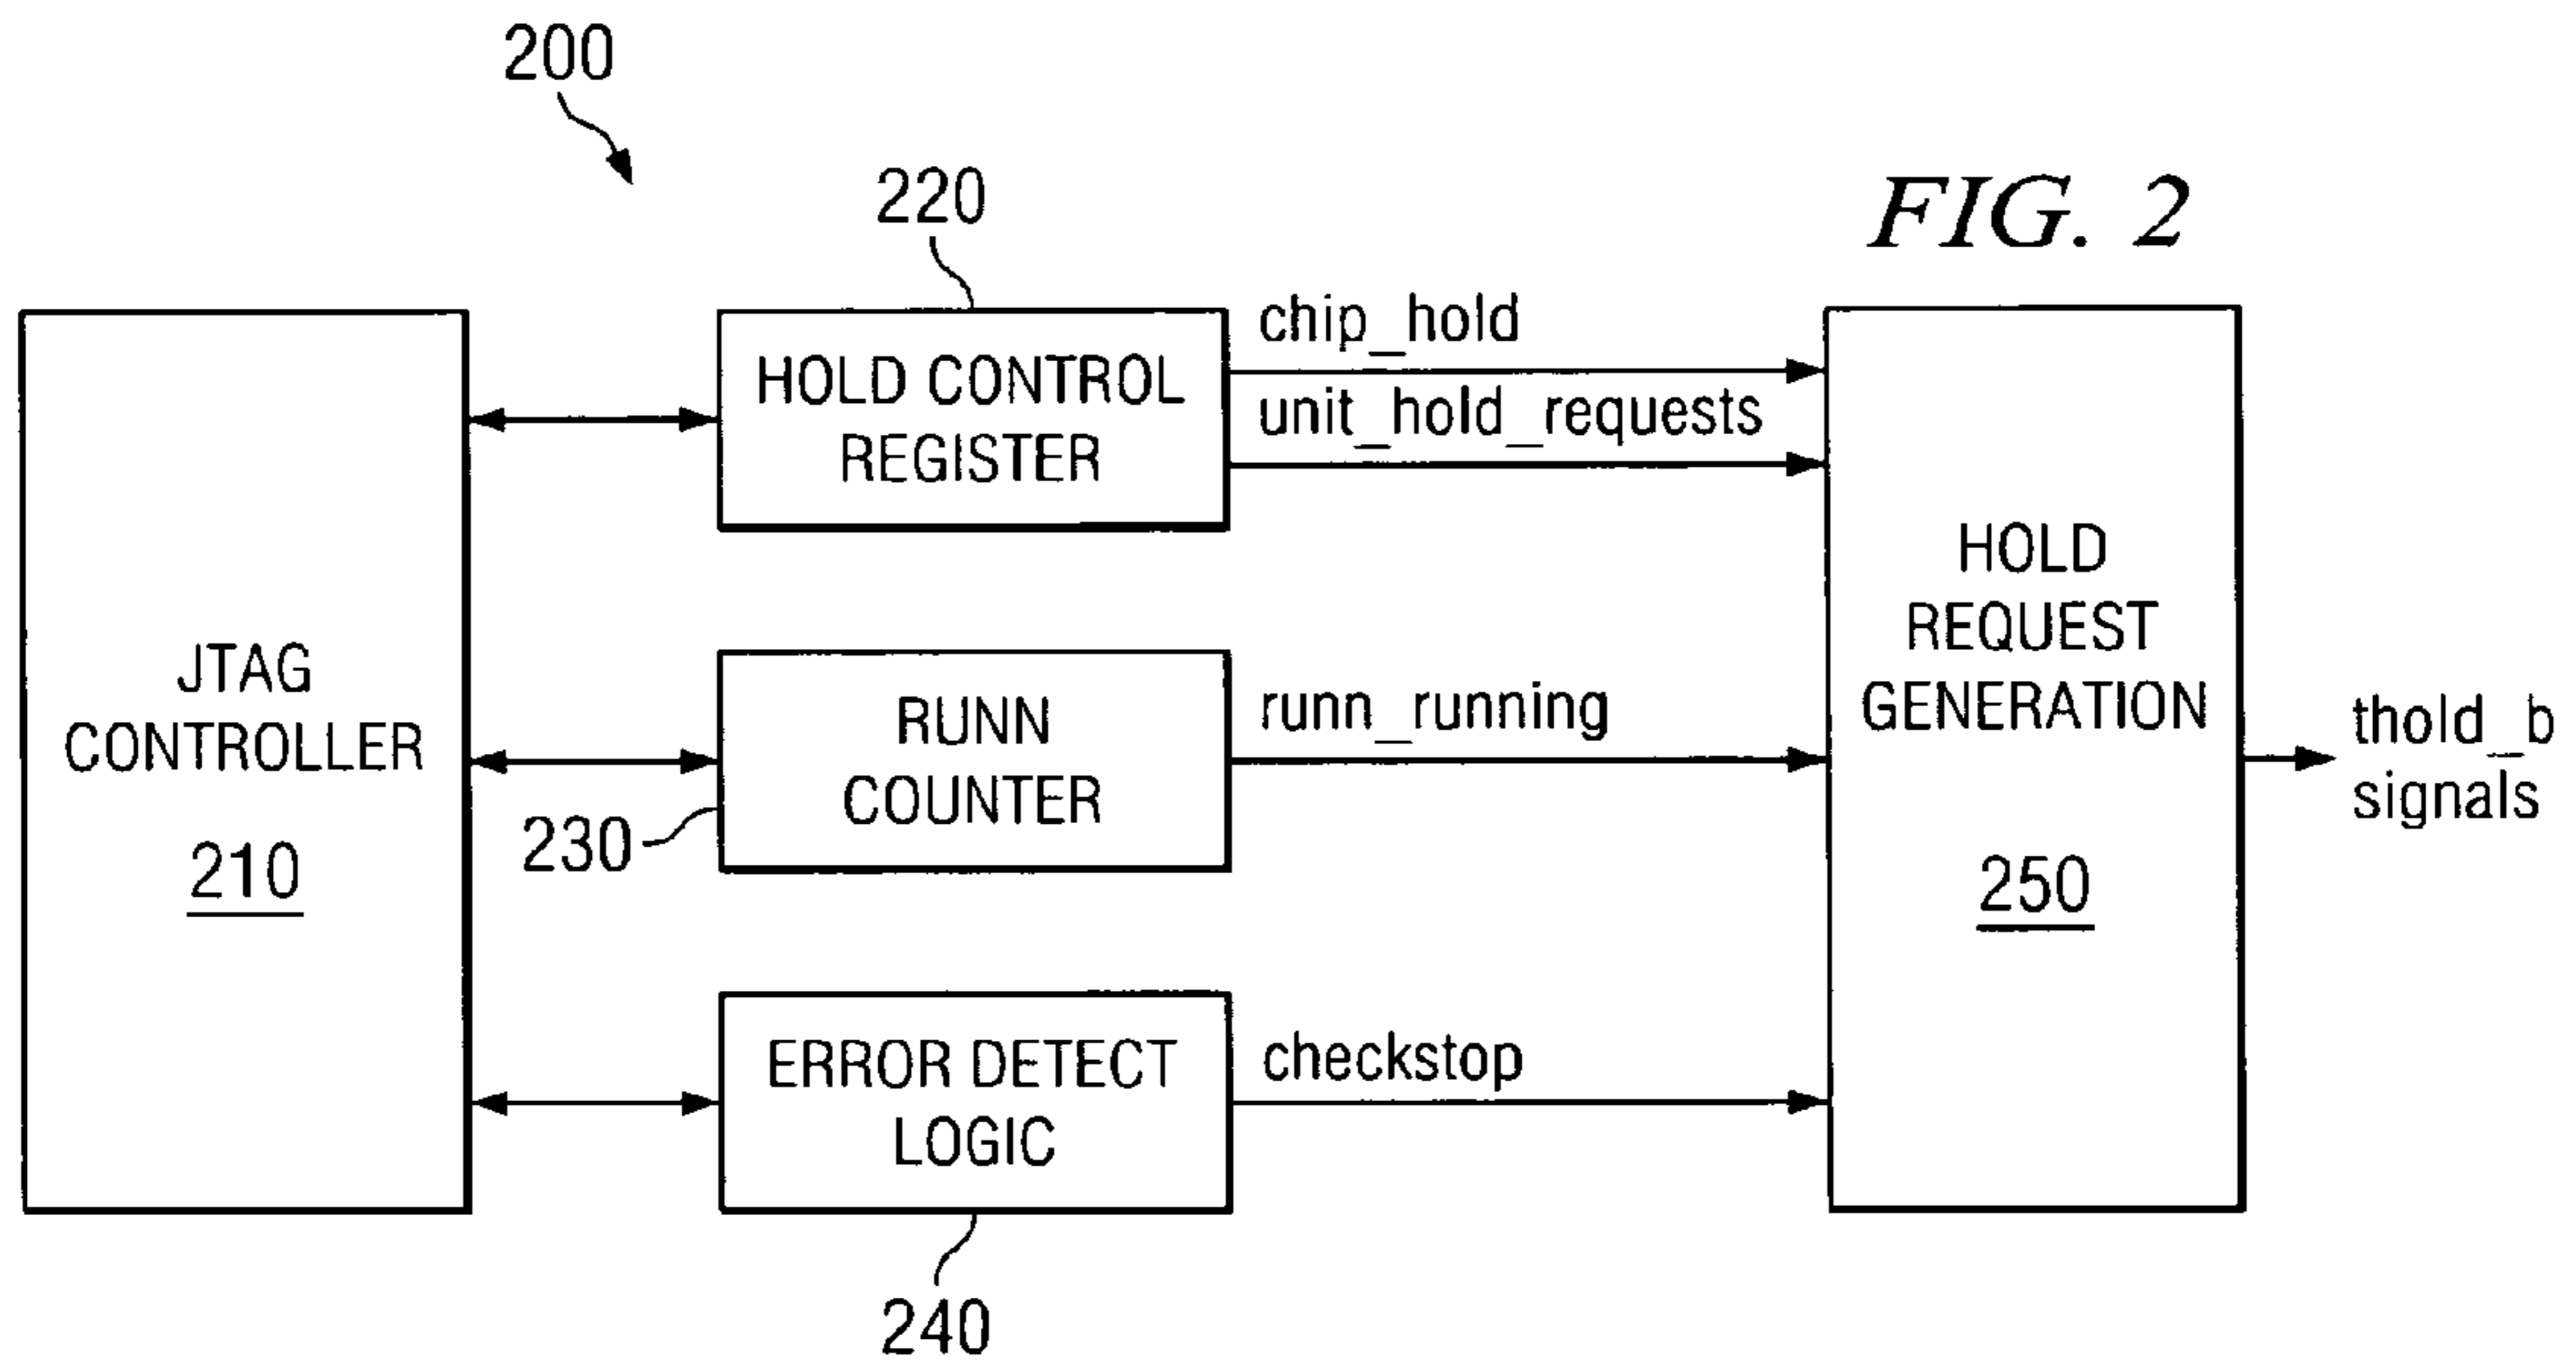 200
220
FIG. 2
chip_hold
HOLD CONTROL
REGISTER
unit_hold_requests
HOLD
REQUEST
GENERATION
250
JTAG
CONTROLLER
210
RUNN
COUNTER
230
runn_running
thold_b
signals
ERROR DETECT
LOGIC
checkstop
240